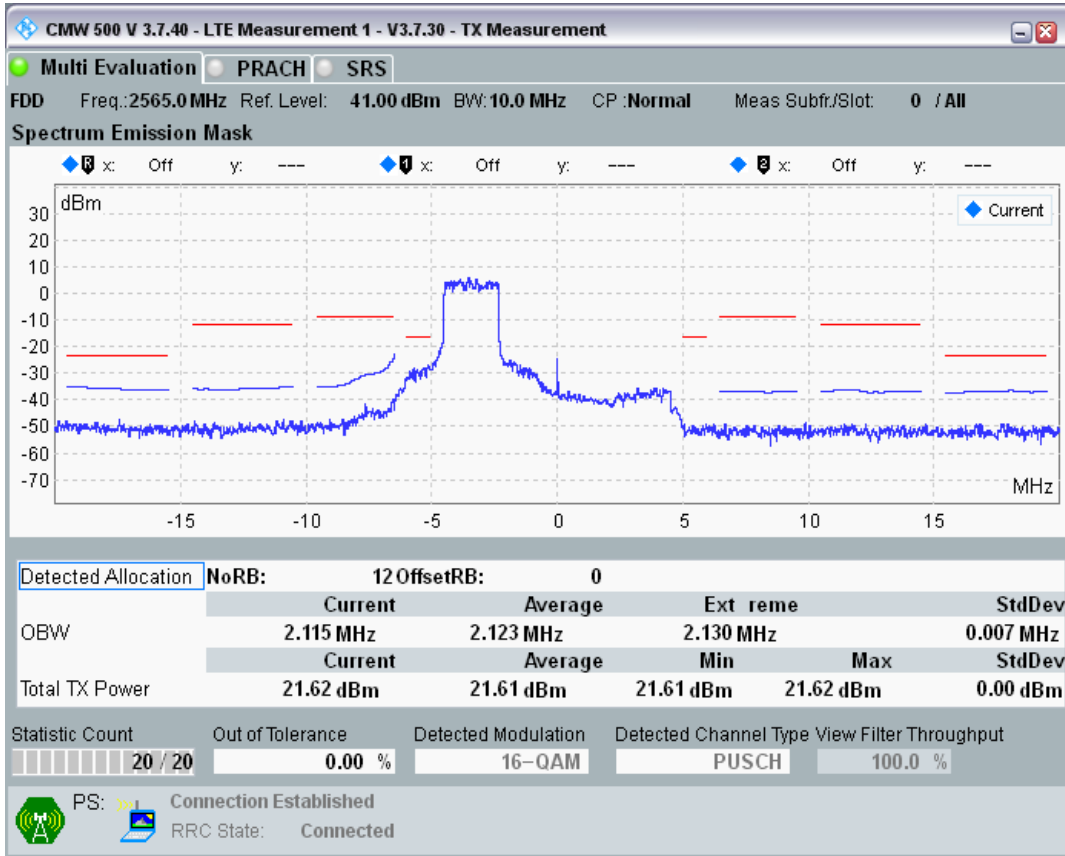 CMW 500 V 3.7.40 - LTE Measurement 1 - V3.7.30 - TX Measurement
Multi Evaluation PRACH SRS
FDD Freq.:2565.0 MHz Ref. Level: 41.00 dBm BW:10.0 MHz CP :Normal Meas Subfr./Slot: 0 / All
Spectrum Emission Mask
R x: Off y: --- 1 x: Off y: --- 2 x: Off y: ---
dBm
Current
30
20
10
0
-10
-20
-30
-40
-50
-60
-70
MHz
-15 -10 -5 0 5 10 15
Detected Allocation NoRB: 12 OffsetRB: 0
Current Average Ext reme StdDev
OBW 2.115 MHz 2.123 MHz 2.130 MHz 0.007 MHz
Current Average Min Max StdDev
Total TX Power 21.62 dBm 21.61 dBm 21.61 dBm 21.62 dBm 0.00 dBm
Statistic Count Out of Tolerance Detected Modulation Detected Channel Type View Filter Throughput
20 / 20 0.00 % 16-QAM PUSCH 100.0 %
PS: Connection Established
RRC State: Connected